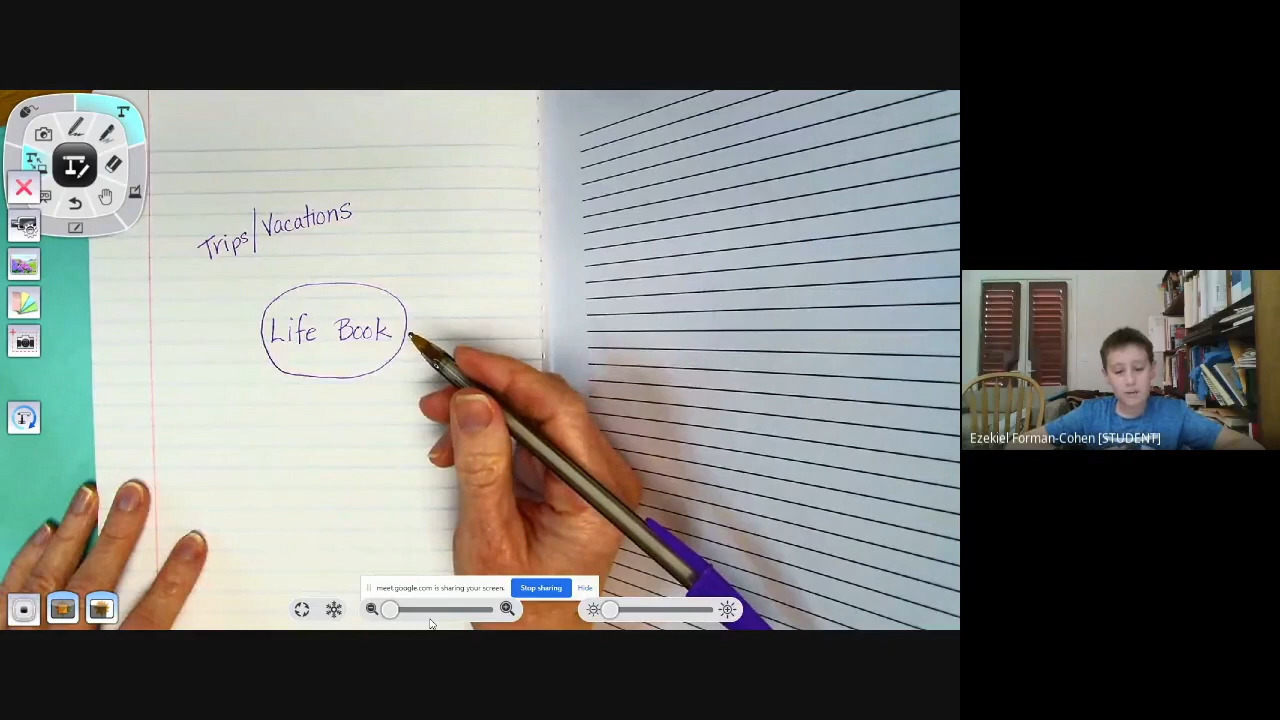 Trips/Vacations
Life Book
Ezekiel Forman-Cohen [STUDENT]
meet.google.com is sharing your screen.
Stop sharing
Hide